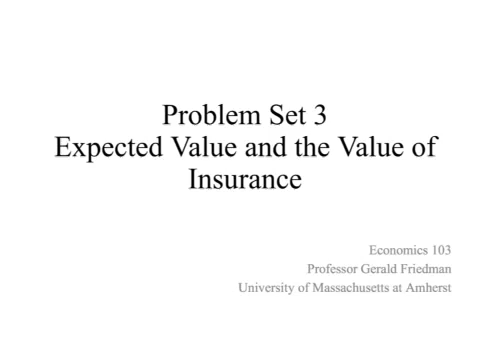 Problem Set 3
Expected Value and the Value of
Insurance
Economics 103
Professor Gerald Friedman
University of Massachusetts at Amherst